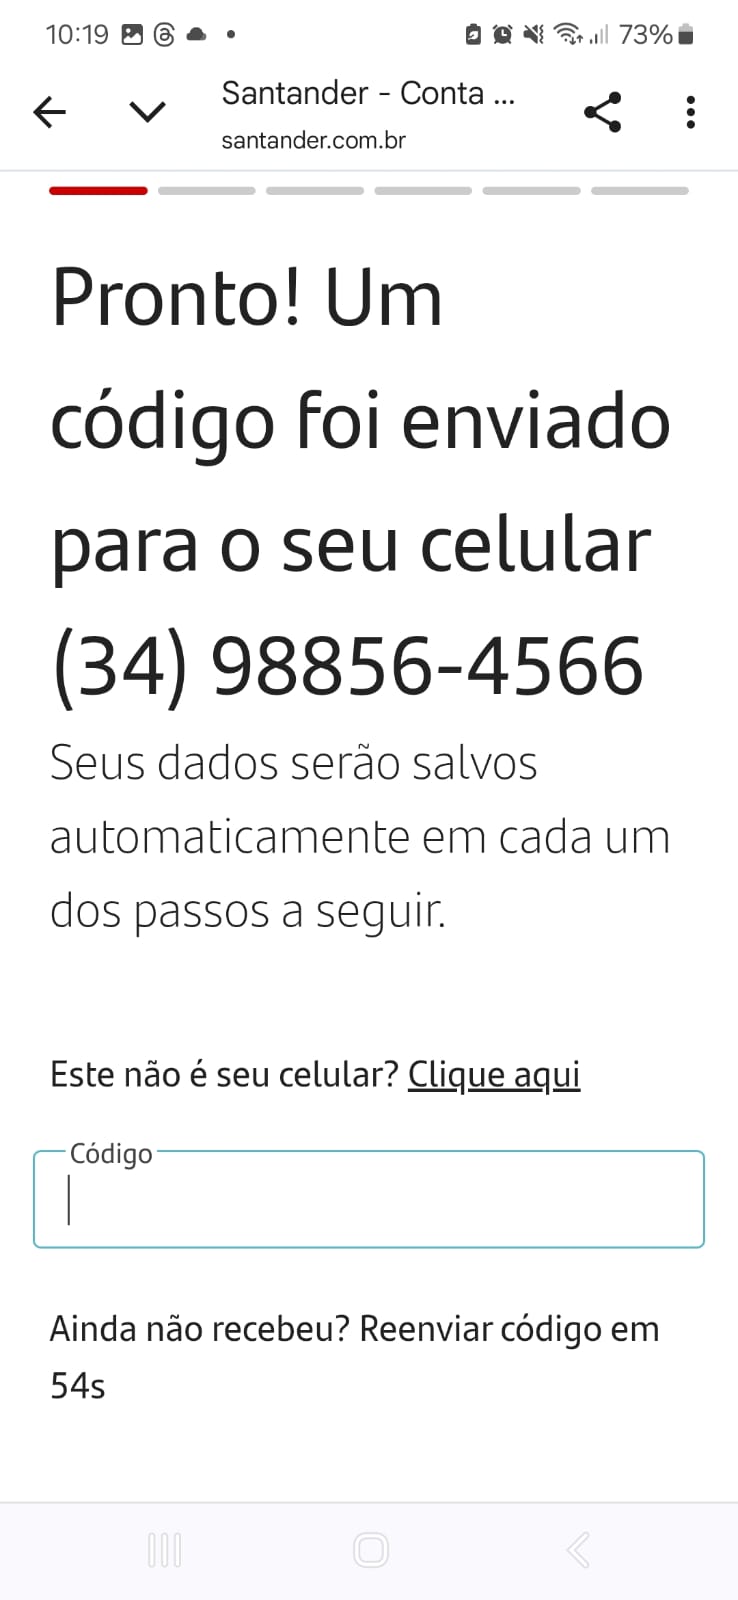 10:19 73%
Santander - Conta ...
santander.com.br
Pronto! Um
código foi enviado
para o seu celular
(34) 98856-4566
Seus dados serão salvos
automaticamente em cada um
dos passos a seguir.
Este não é seu celular? Clique aqui
Código
Ainda não recebeu? Reenviar código em
54s